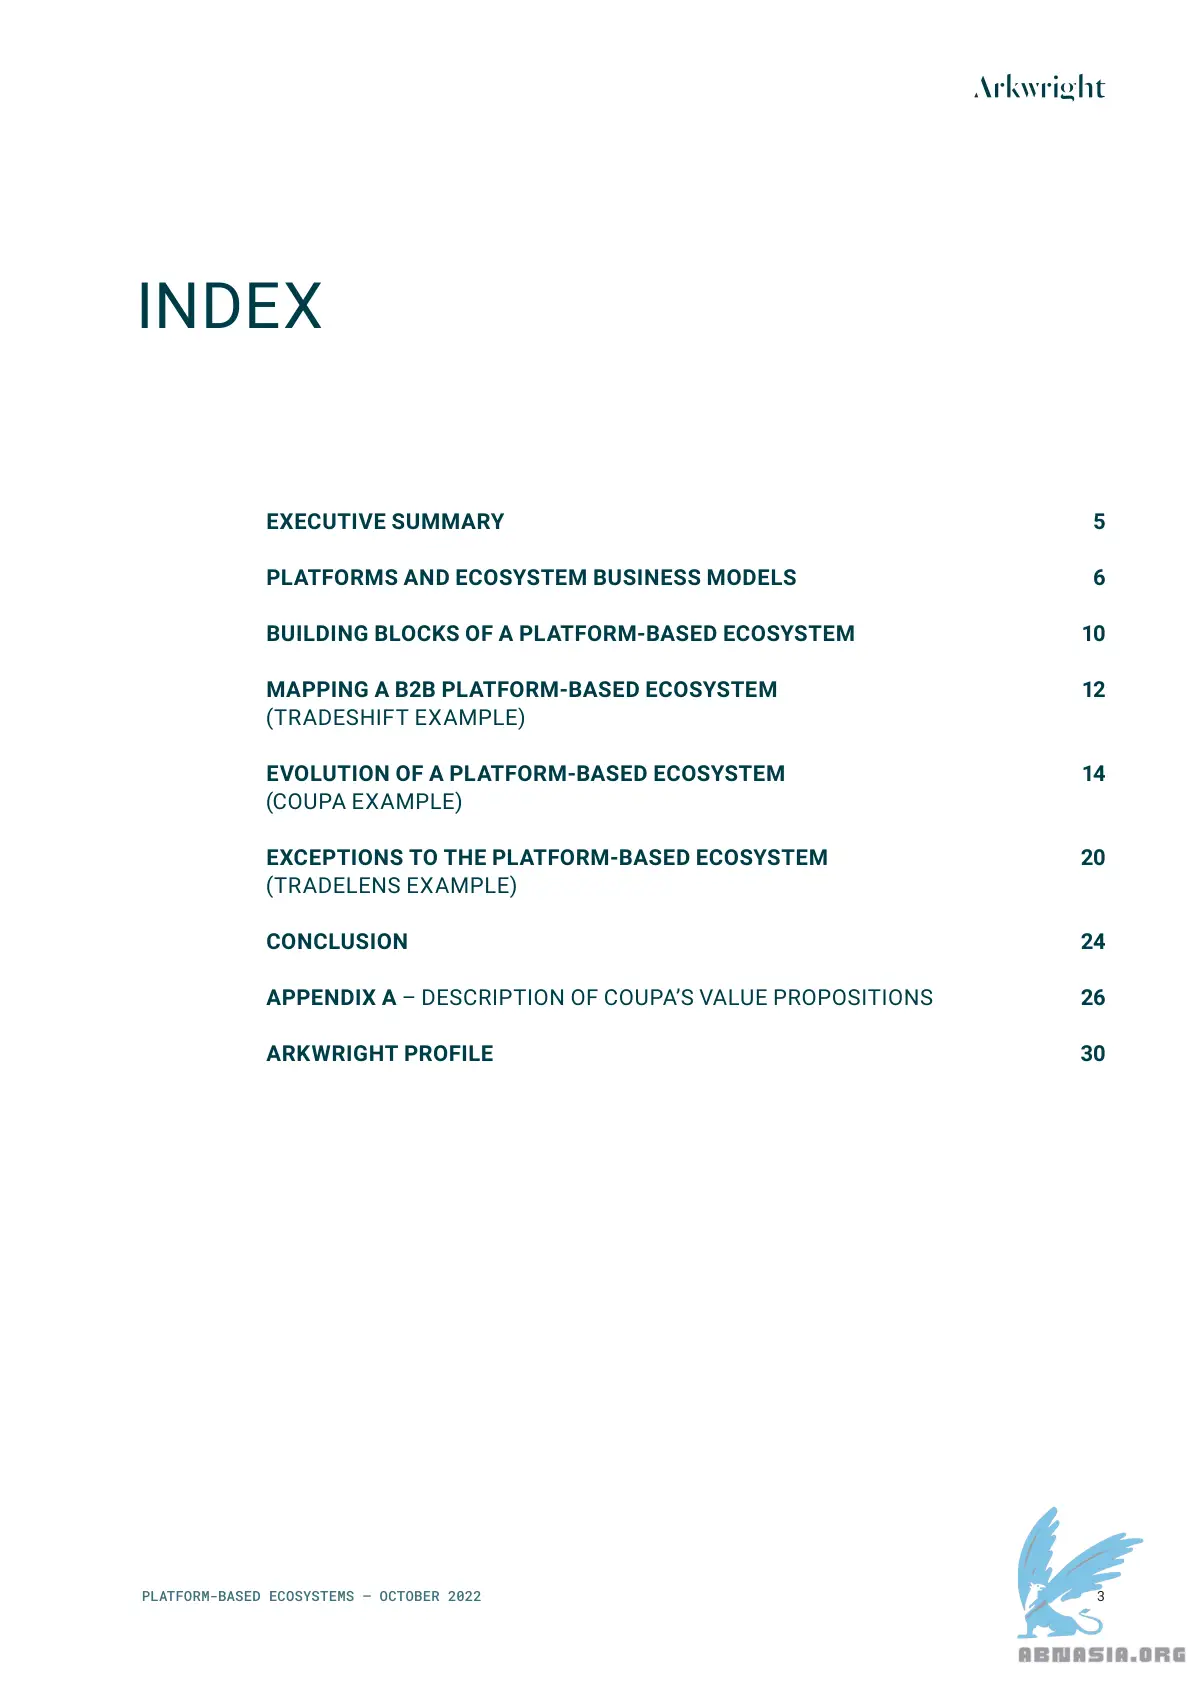 Arkwright
INDEX
EXECUTIVE SUMMARY 5
PLATFORMS AND ECOSYSTEM BUSINESS MODELS 6
BUILDING BLOCKS OF A PLATFORM-BASED ECOSYSTEM 10
MAPPING A B2B PLATFORM-BASED ECOSYSTEM 12
(TRADESHIFT EXAMPLE)
EVOLUTION OF A PLATFORM-BASED ECOSYSTEM 14
(COUPA EXAMPLE)
EXCEPTIONS TO THE PLATFORM-BASED ECOSYSTEM 20
(TRADELENS EXAMPLE)
CONCLUSION 24
APPENDIX A – DESCRIPTION OF COUPA’S VALUE PROPOSITIONS 26
ARKWRIGHT PROFILE 30
PLATFORM-BASED ECOSYSTEMS – OCTOBER 2022 3
ABNASIA.ORG